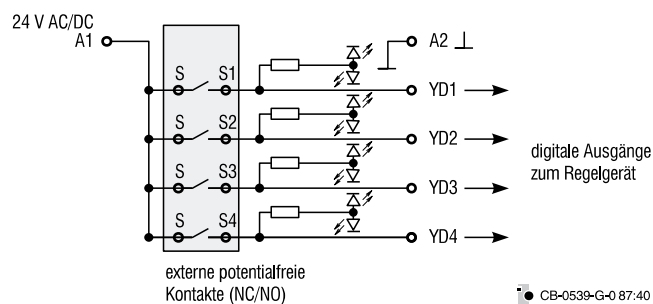 24 V AC/DC
A1
A2
S S1 YD1
S S2 YD2
S S3 YD3
S S4 YD4
digitale Ausgänge
zum Regelgerät
externe potentialfreie
Kontakte (NC/NO)
CB-0539-G-0 87:40